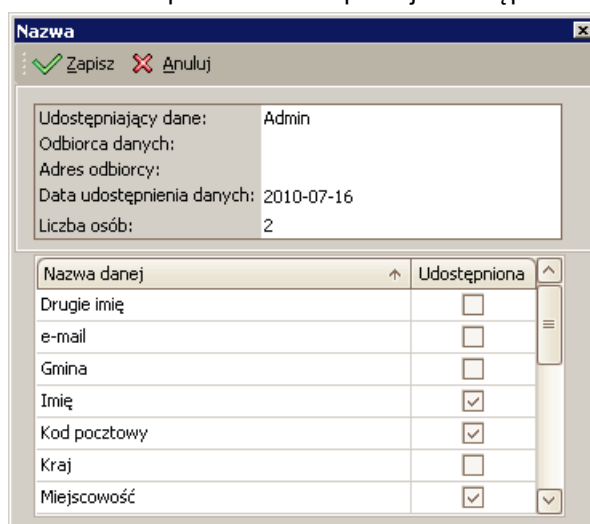 Nazwa
Zapisz Anuluj
Udostępniający dane: Admin
Odbiorca danych:
Adres odbiorcy:
Data udostępnienia danych: 2010-07-16
Liczba osób: 2
Nazwa danej Udostępniona
Drugie imię
e-mail
Gmina
Imię
Kod pocztowy
Kraj
Miejscowość